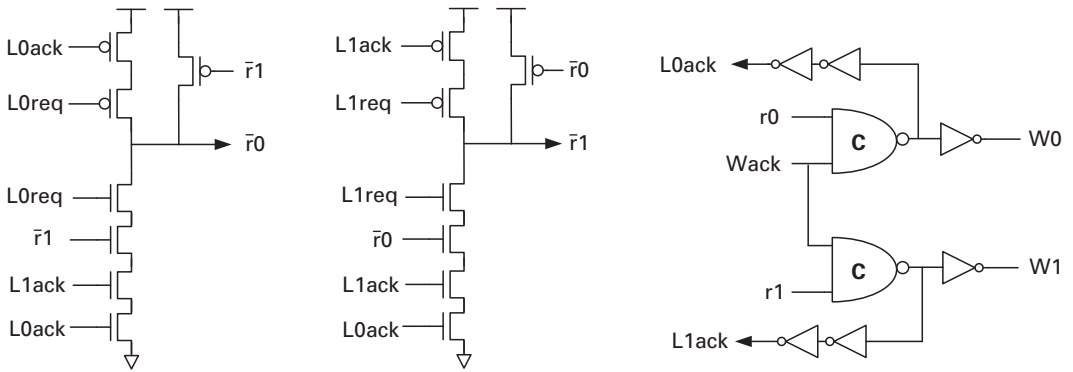 L0ack
r̄1
L0req
r̄0
L0req
r̄1
L1ack
L0ack
L1ack
r̄0
L1req
r̄1
L1req
r̄0
L1ack
L0ack
L0ack
r0
C
W0
Wack
C
W1
r1
L1ack